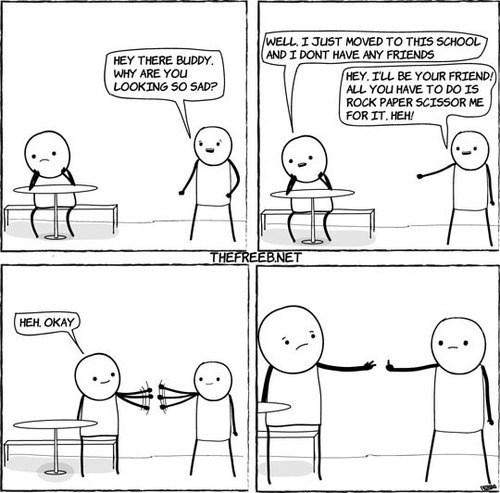 HEY THERE BUDDY.
WHY ARE YOU
LOOKING SO SAD?
WELL. I JUST MOVED TO THIS SCHOOL
AND I DONT HAVE ANY FRIENDS
HEY. I'LL BE YOUR FRIEND!
ALL YOU HAVE TO DO IS
ROCK PAPER SCISSOR ME
FOR IT. HEH!
THEFREEB.NET
HEH. OKAY